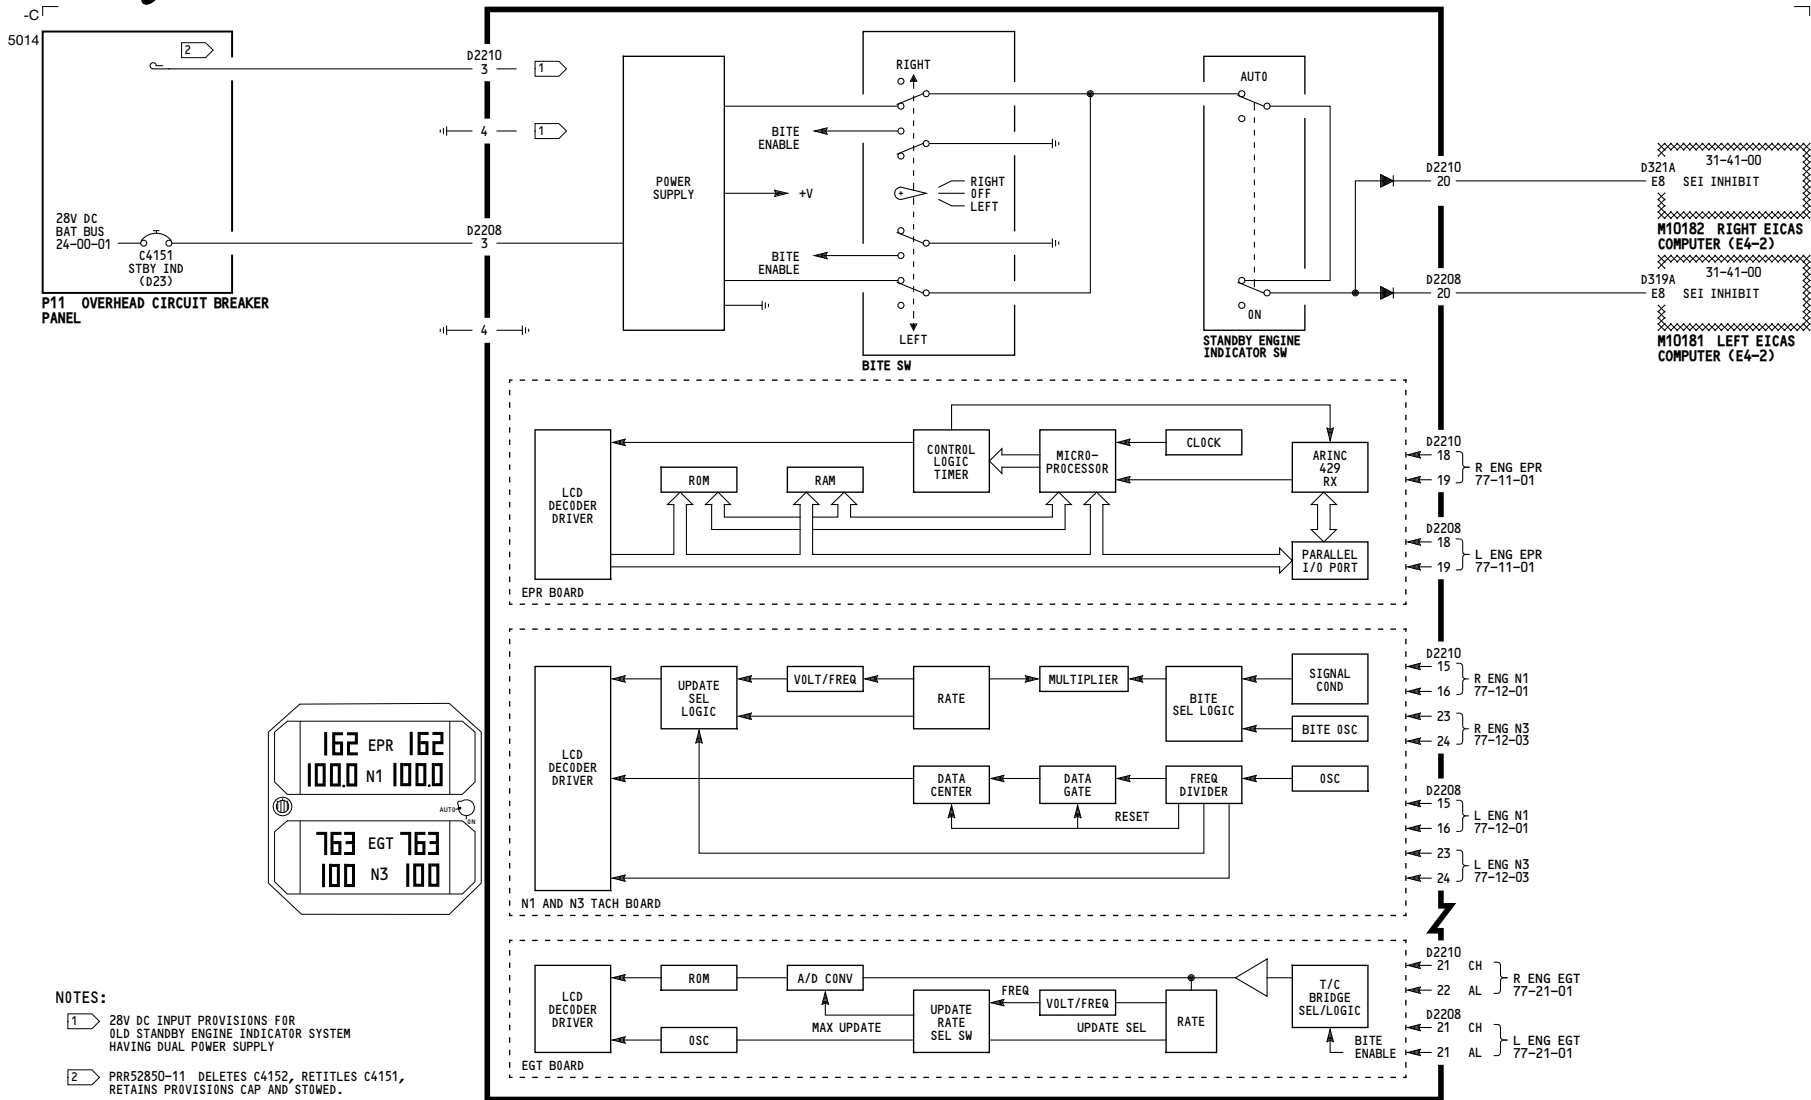 -C
5014
2
28V DC
BAT BUS
24-00-01
C4151
STBY IND
(D23)
P11 OVERHEAD CIRCUIT BREAKER
PANEL
D2210
3
1
4
1
D2208
3
4
POWER
SUPPLY
+V
RIGHT
BITE
ENABLE
RIGHT
OFF
LEFT
BITE
ENABLE
LEFT
BITE SW
AUTO
ON
STANDBY ENGINE
INDICATOR SW
D2210
20
D2208
20
D321A
E8
31-41-00
SEI INHIBIT
M10182 RIGHT EICAS
COMPUTER (E4-2)
D319A
E8
31-41-00
SEI INHIBIT
M10181 LEFT EICAS
COMPUTER (E4-2)
LCD
DECODER
DRIVER
ROM
RAM
CONTROL
LOGIC
TIMER
MICRO-
PROCESSOR
CLOCK
ARINC
429
RX
PARALLEL
I/O PORT
EPR BOARD
D2210
18
19
R ENG EPR
77-11-01
D2208
18
19
L ENG EPR
77-11-01
LCD
DECODER
DRIVER
UPDATE
SEL
LOGIC
VOLT/FREQ
RATE
MULTIPLIER
BITE
SEL LOGIC
SIGNAL
COND
BITE OSC
DATA
CENTER
DATA
GATE
FREQ
DIVIDER
OSC
RESET
N1 AND N3 TACH BOARD
D2210
15
16
R ENG N1
77-12-01
23
24
R ENG N3
77-12-03
D2208
15
16
L ENG N1
77-12-01
23
24
L ENG N3
77-12-03
162 EPR 162
100.0 N1 100.0
AUTO
ON
763 EGT 763
100 N3 100
LCD
DECODER
DRIVER
ROM
A/D CONV
OSC
MAX UPDATE
UPDATE
RATE
SEL SW
FREQ
VOLT/FREQ
UPDATE SEL
RATE
T/C
BRIDGE
SEL/LOGIC
BITE
ENABLE
EGT BOARD
D2210
21 CH
22 AL
R ENG EGT
77-21-01
D2208
21 CH
21 AL
L ENG EGT
77-21-01
NOTES:
1 28V DC INPUT PROVISIONS FOR
OLD STANDBY ENGINE INDICATOR SYSTEM
HAVING DUAL POWER SUPPLY
2 PRR52850-11 DELETES C4152, RETITLES C4151,
RETAINS PROVISIONS CAP AND STOWED.